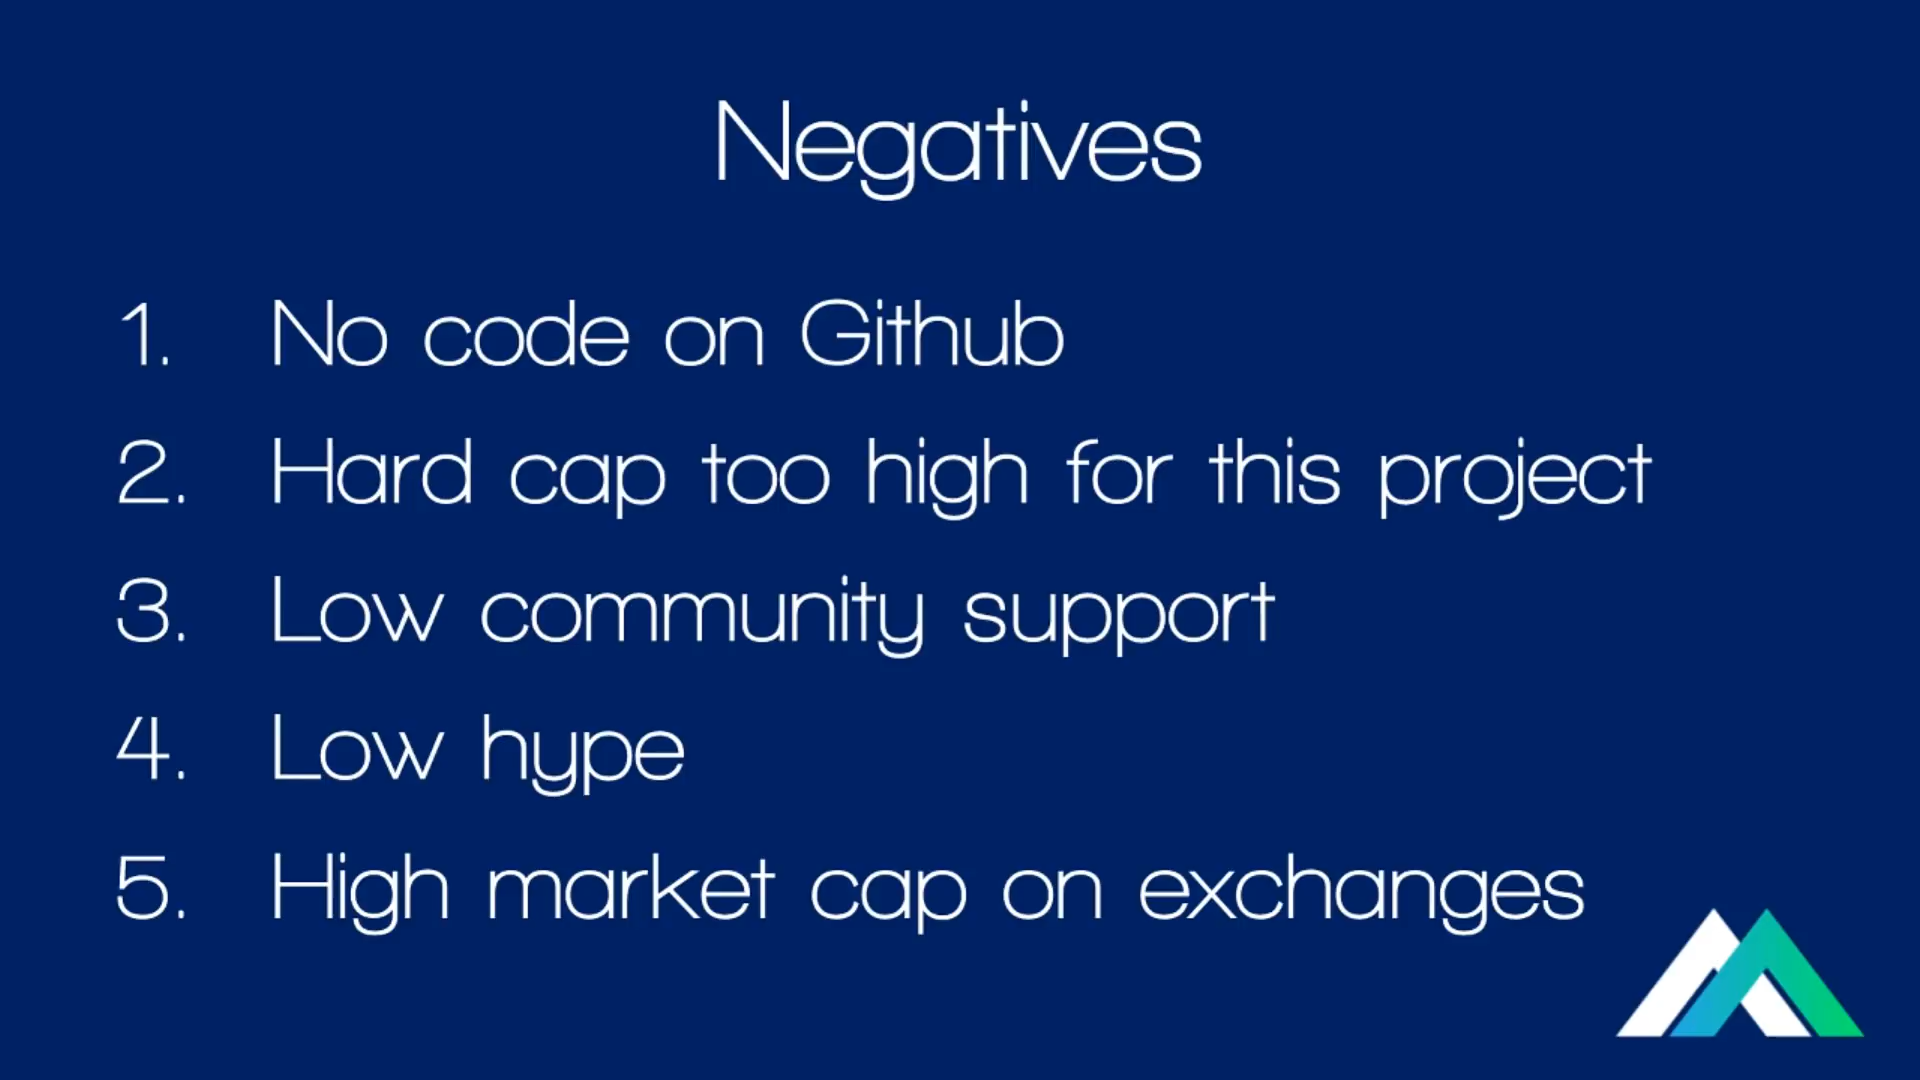 Negatives
1. No code on Github
2. Hard cap too high for this project
3. Low community support
4. Low hype
5. High market cap on exchanges